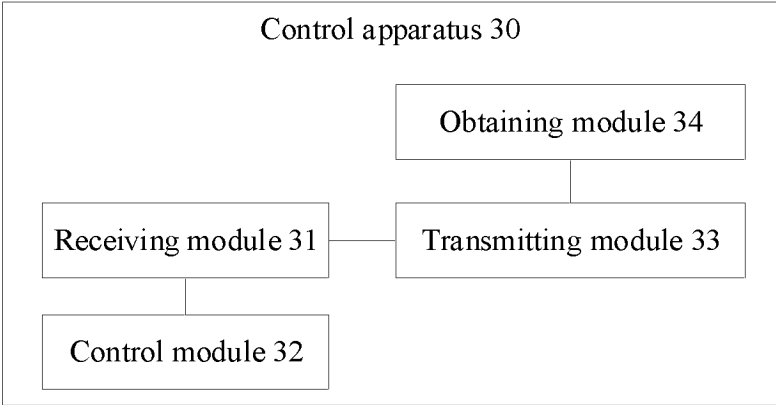 Control apparatus 30
Obtaining module 34
Receiving module 31
Transmitting module 33
Control module 32